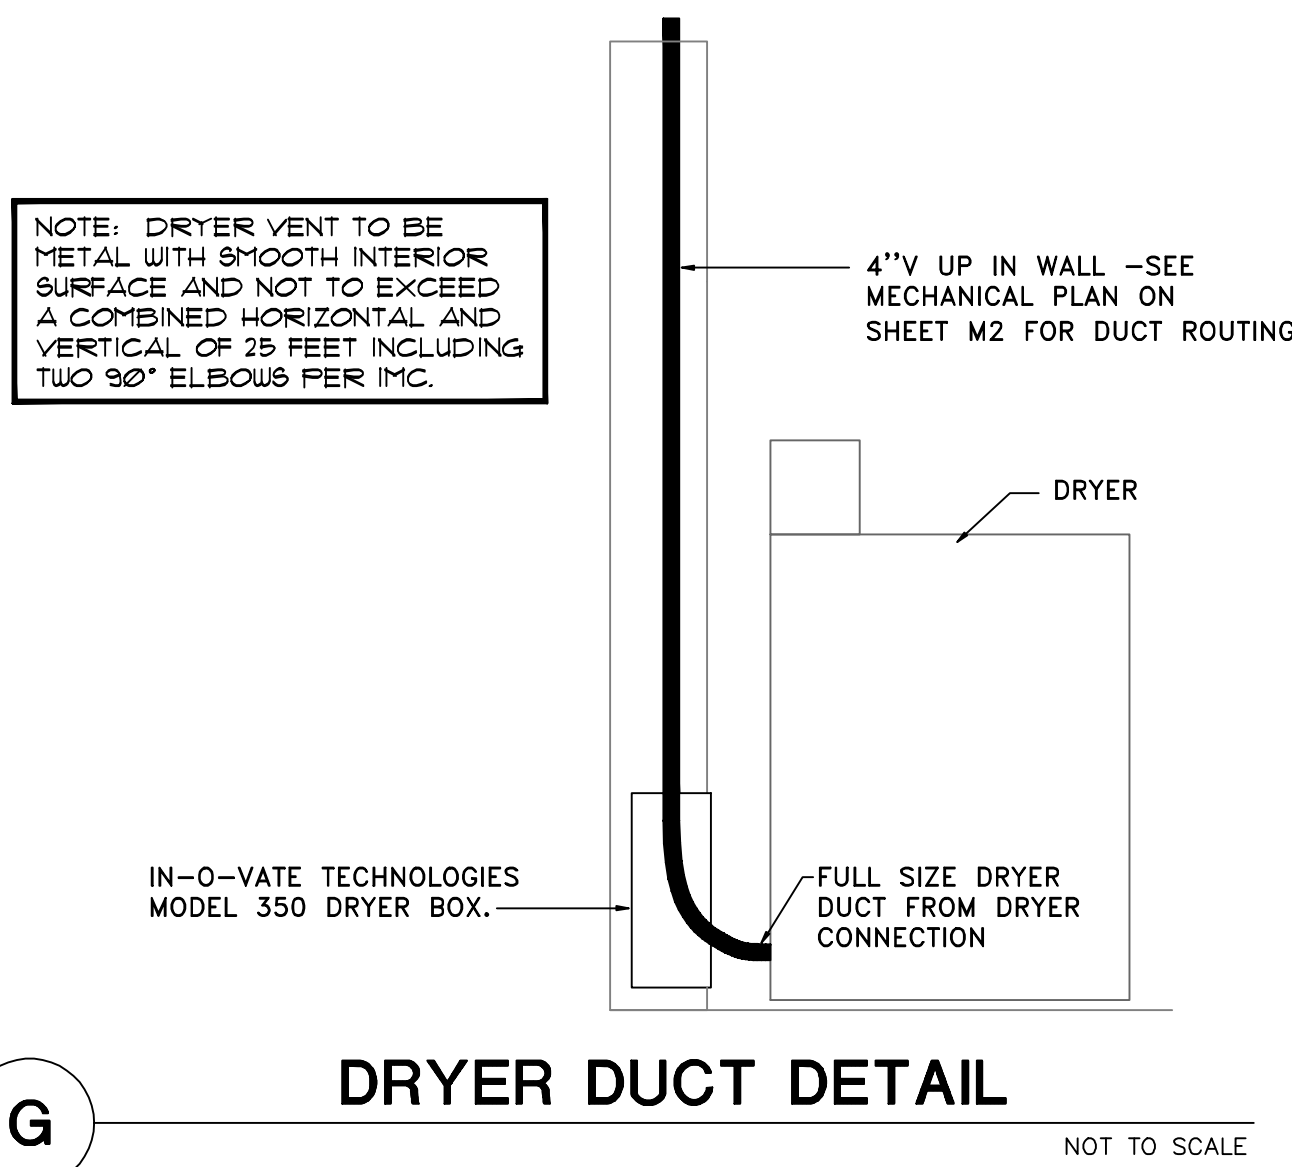 NOTE: DRYER VENT TO BE
METAL WITH SMOOTH INTERIOR
SURFACE AND NOT TO EXCEED
A COMBINED HORIZONTAL AND
VERTICAL OF 25 FEET INCLUDING
TWO 90° ELBOWS PER IMC.
4''V UP IN WALL -SEE
MECHANICAL PLAN ON
SHEET M2 FOR DUCT ROUTING
DRYER
IN-O-VATE TECHNOLOGIES
MODEL 350 DRYER BOX.
FULL SIZE DRYER
DUCT FROM DRYER
CONNECTION
DRYER DUCT DETAIL
G
NOT TO SCALE